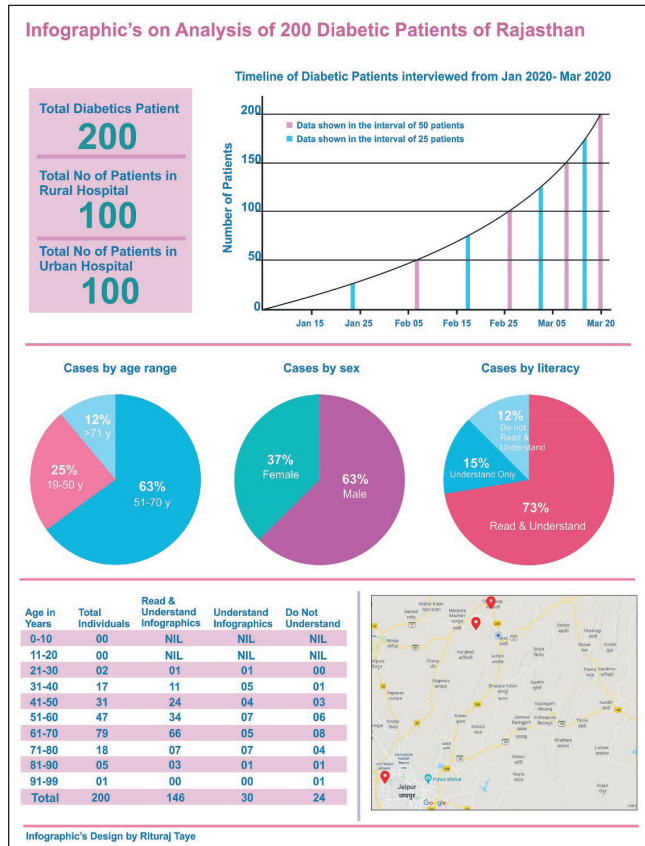 Infographic's on Analysis of 200 Diabetic Patients of Rajasthan
Total Diabetics Patient
200
Total No of Patients in
Rural Hospital
100
Total No of Patients in
Urban Hospital
100
Timeline of Diabetic Patients interviewed from Jan 2020- Mar 2020
Number of Patients
200
150
100
50
0
Data shown in the interval of 50 patients
Data shown in the interval of 25 patients
Jan 15 Jan 25 Feb 05 Feb 15 Feb 25 Mar 05 Mar 20
Cases by age range
12%
>71 y
25%
19-50 y
63%
51-70 y
Cases by sex
37%
Female
63%
Male
Cases by literacy
12%
Do not
Read &
Understand
15%
Understand Only
73%
Read & Understand
Age in Years Total Individuals Read & Understand Infographics Understand Infographics Do Not Understand
0-10 00 NIL NIL NIL
11-20 00 NIL NIL NIL
21-30 02 01 01 00
31-40 17 11 05 01
41-50 31 24 04 03
51-60 47 34 07 06
61-70 79 66 05 08
71-80 18 07 07 04
81-90 05 03 01 01
91-99 01 00 00 01
Total 200 146 30 24
Hawa Mahal
Jaipur
जयपुर
Google
Infographic's Design by Rituraj Taye